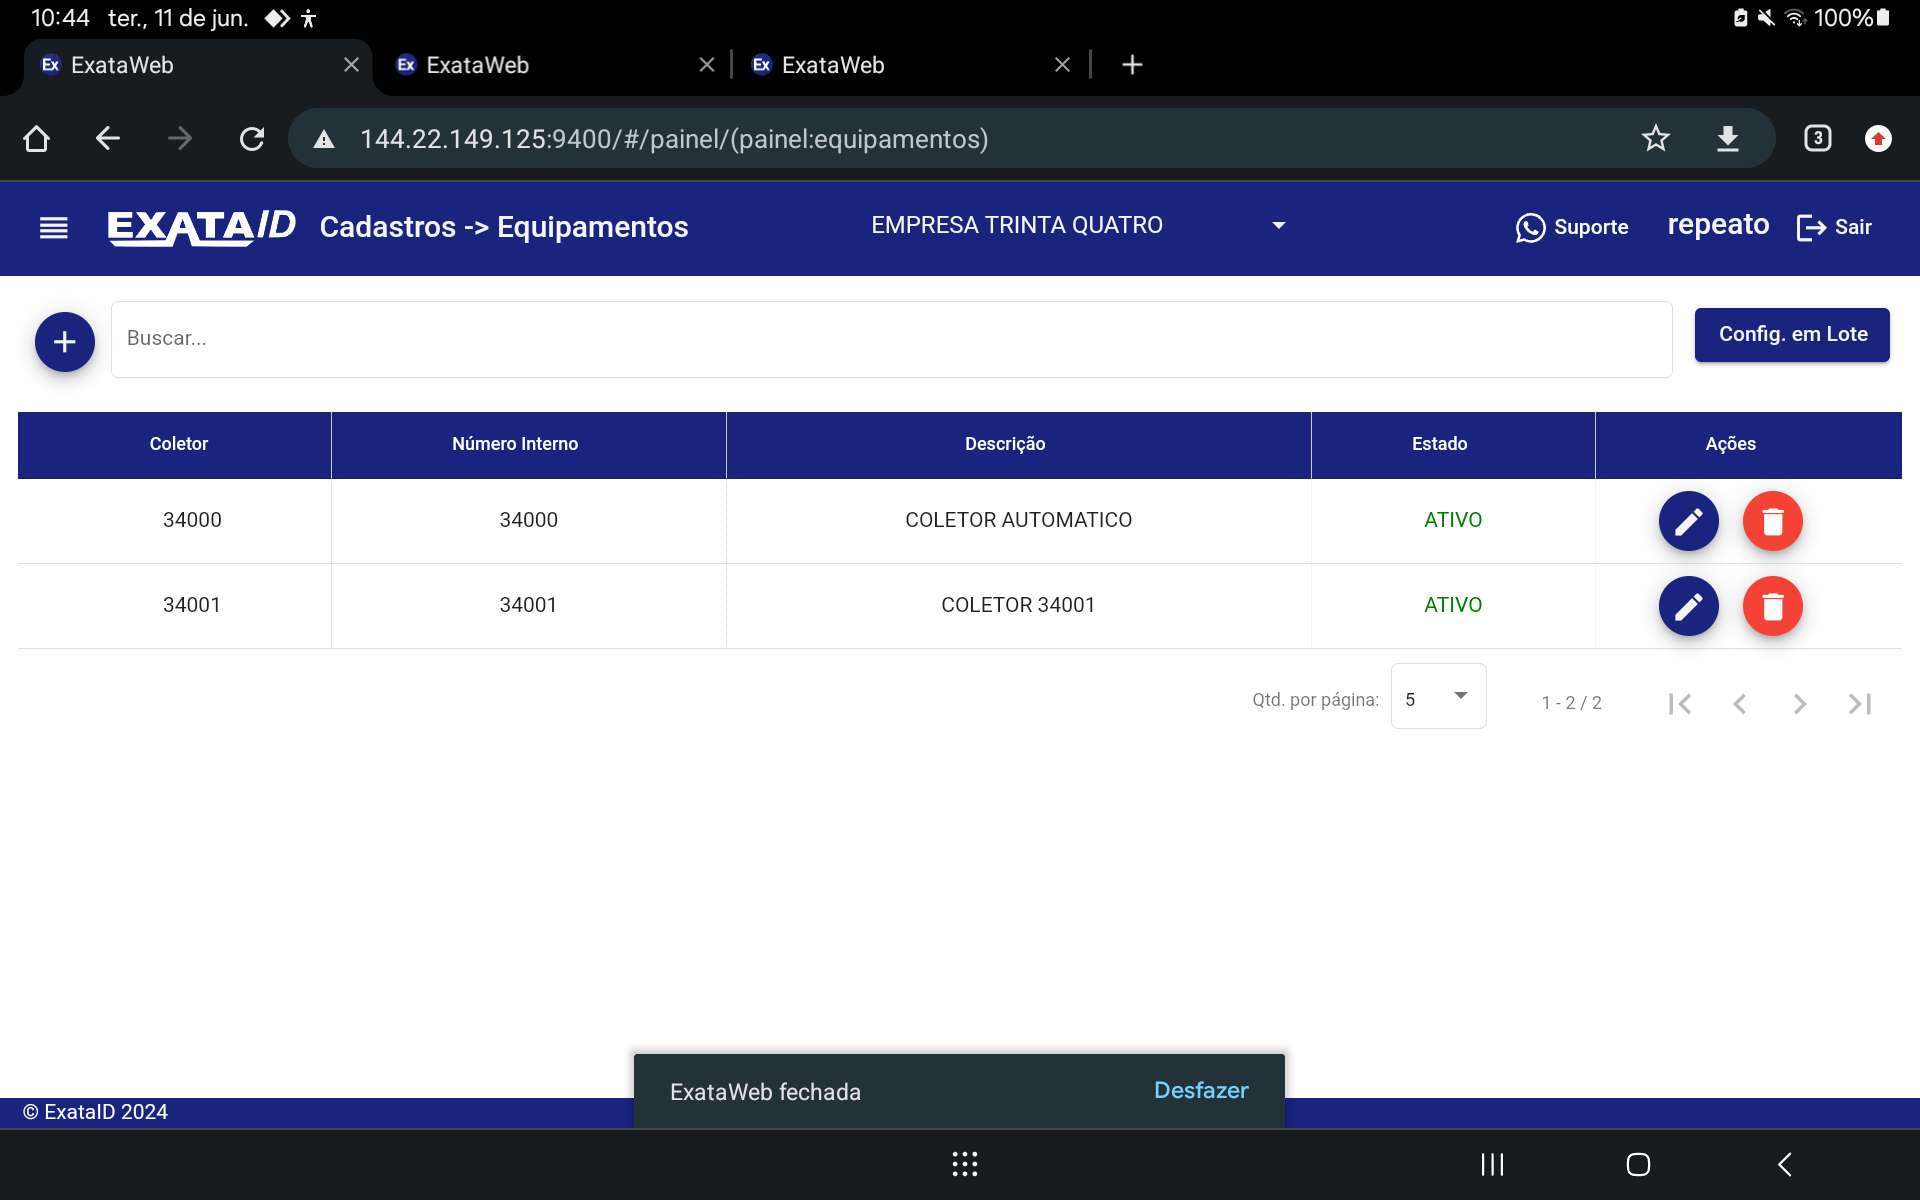 10:44 ter., 11 de jun. 100%
Ex ExataWeb Ex ExataWeb Ex ExataWeb
144.22.149.125:9400/#/painel/(painel:equipamentos) 3
EXATAID Cadastros -> Equipamentos EMPRESA TRINTA QUATRO Suporte repeato Sair
Buscar... Config. em Lote
Coletor Número Interno Descrição Estado Ações
34000 34000 COLETOR AUTOMATICO ATIVO
34001 34001 COLETOR 34001 ATIVO
Qtd. por página: 5 1 - 2 / 2
ExataWeb fechada Desfazer
© ExataID 2024